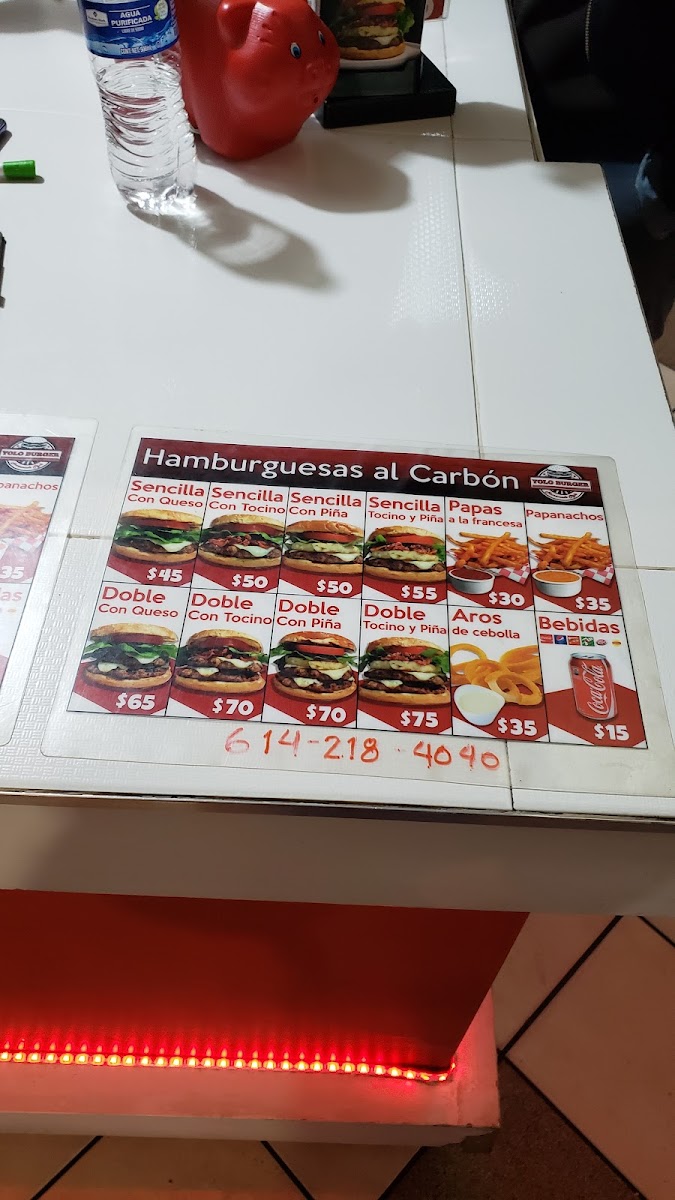 AGUA
PURIFICADA
Hamburguesas al Carbón
YOLO BURGER
Sencilla
Con Queso
$45
Sencilla
Con Tocino
$50
Sencilla
Con Piña
$50
Sencilla
Tocino y Piña
$55
Papas
a la francesa
$30
Papanachos
$35
Doble
Con Queso
$65
Doble
Con Tocino
$70
Doble
Con Piña
$70
Doble
Tocino y Piña
$75
Aros
de cebolla
$35
Bebidas
Coca-Cola
$15
614-218-4040
YOLO BURGER
panachos
35
das